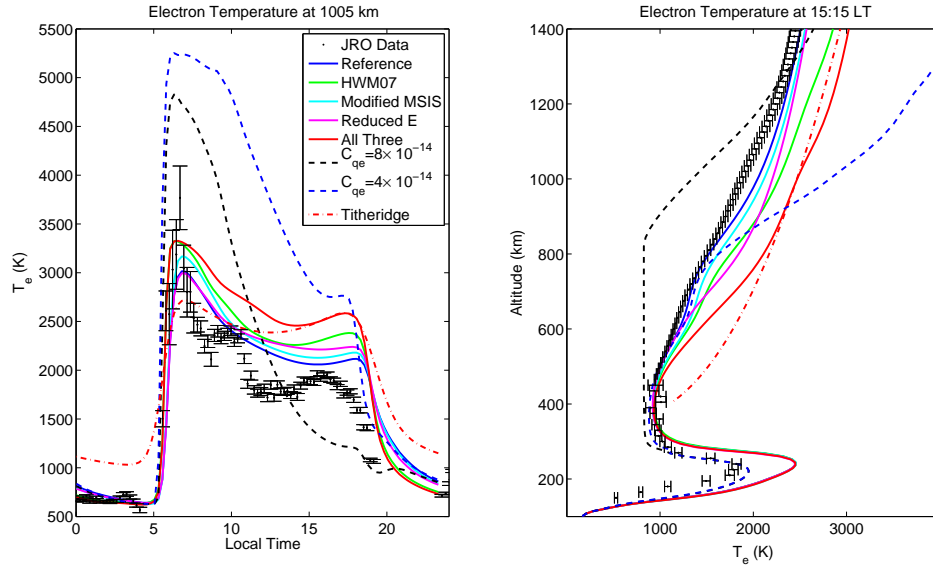 Electron Temperature at 1005 km
5500
5000
4500
4000
3500
3000
2500
2000
1500
1000
500
T_e (K)
0
5
10
15
20
Local Time
JRO Data
Reference
HWM07
Modified MSIS
Reduced E
All Three
C_qe=8× 10^−14
C_qe=4× 10^−14
Titheridge
Electron Temperature at 15:15 LT
1400
1200
1000
800
600
400
200
Altitude (km)
1000
2000
3000
T_e (K)